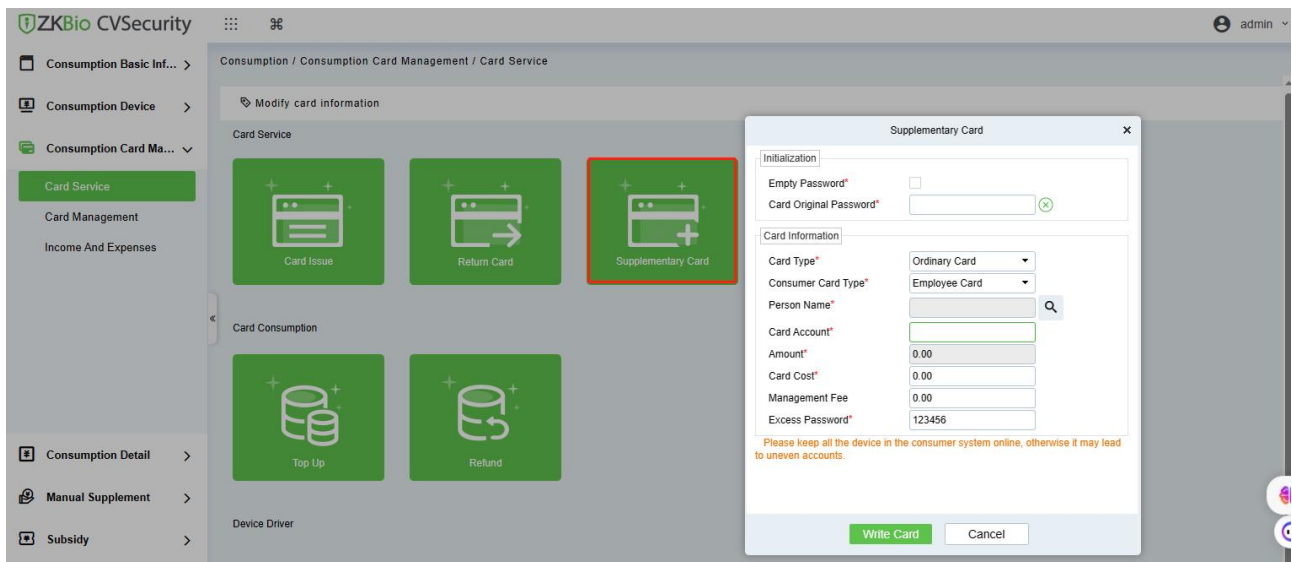 ZKBio CVSecurity
admin
Consumption Basic Inf...
Consumption Device
Consumption Card Ma...
Card Service
Card Management
Income And Expenses
Consumption Detail
Manual Supplement
Subsidy
Consumption / Consumption Card Management / Card Service
Modify card information
Card Service
Card Issue
Return Card
Supplementary Card
Card Consumption
Top Up
Refund
Device Driver
Supplementary Card
Initialization
Empty Password*
Card Original Password*
Card Information
Card Type* Ordinary Card
Consumer Card Type* Employee Card
Person Name*
Card Account*
Amount* 0.00
Card Cost* 0.00
Management Fee 0.00
Excess Password* 123456
Please keep all the device in the consumer system online, otherwise it may lead
to uneven accounts.
Write Card Cancel